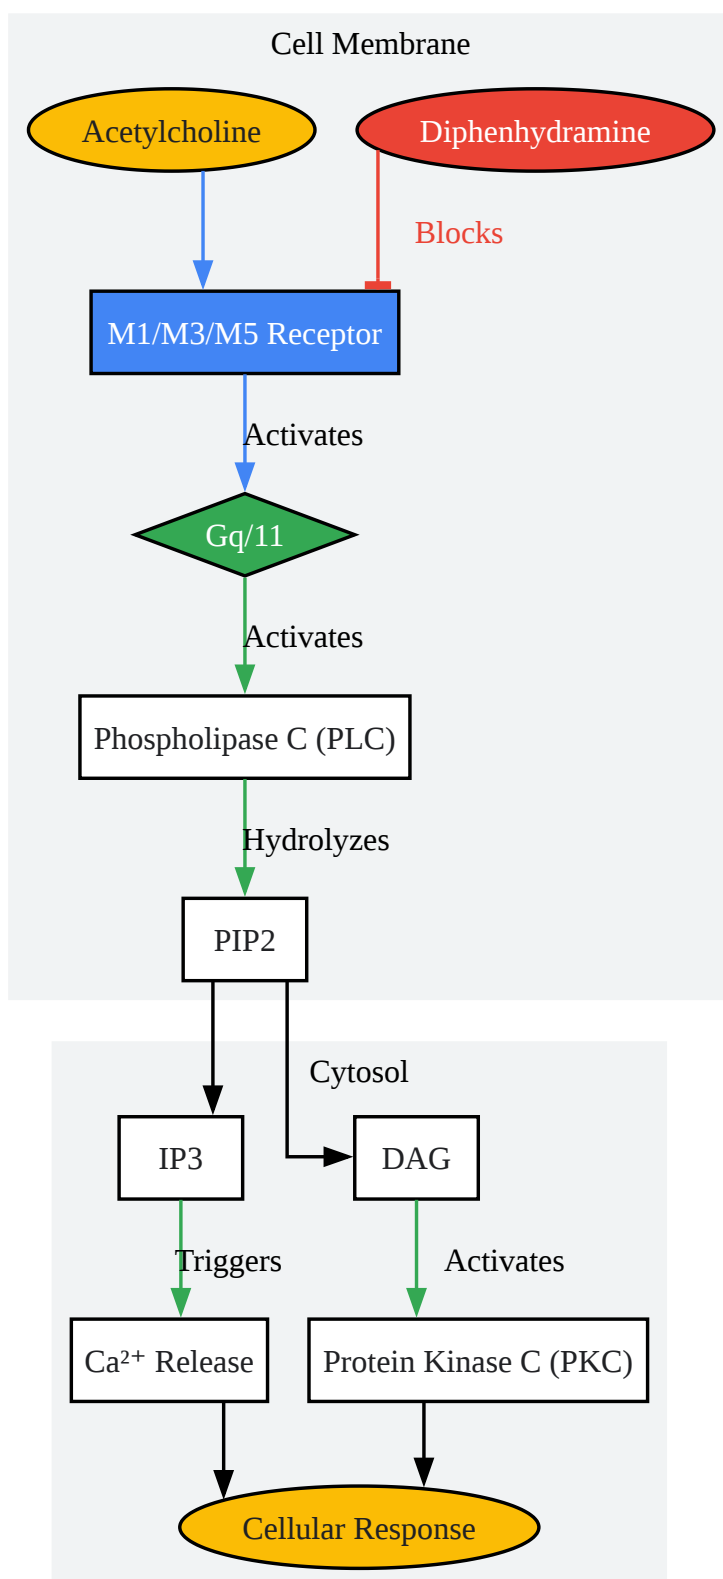 Cell Membrane
Acetylcholine
Diphenhydramine
Blocks
M1/M3/M5 Receptor
Activates
Gq/11
Activates
Phospholipase C (PLC)
Hydrolyzes
PIP2
Cytosol
IP3
DAG
Triggers
Activates
Ca²⁺ Release
Protein Kinase C (PKC)
Cellular Response